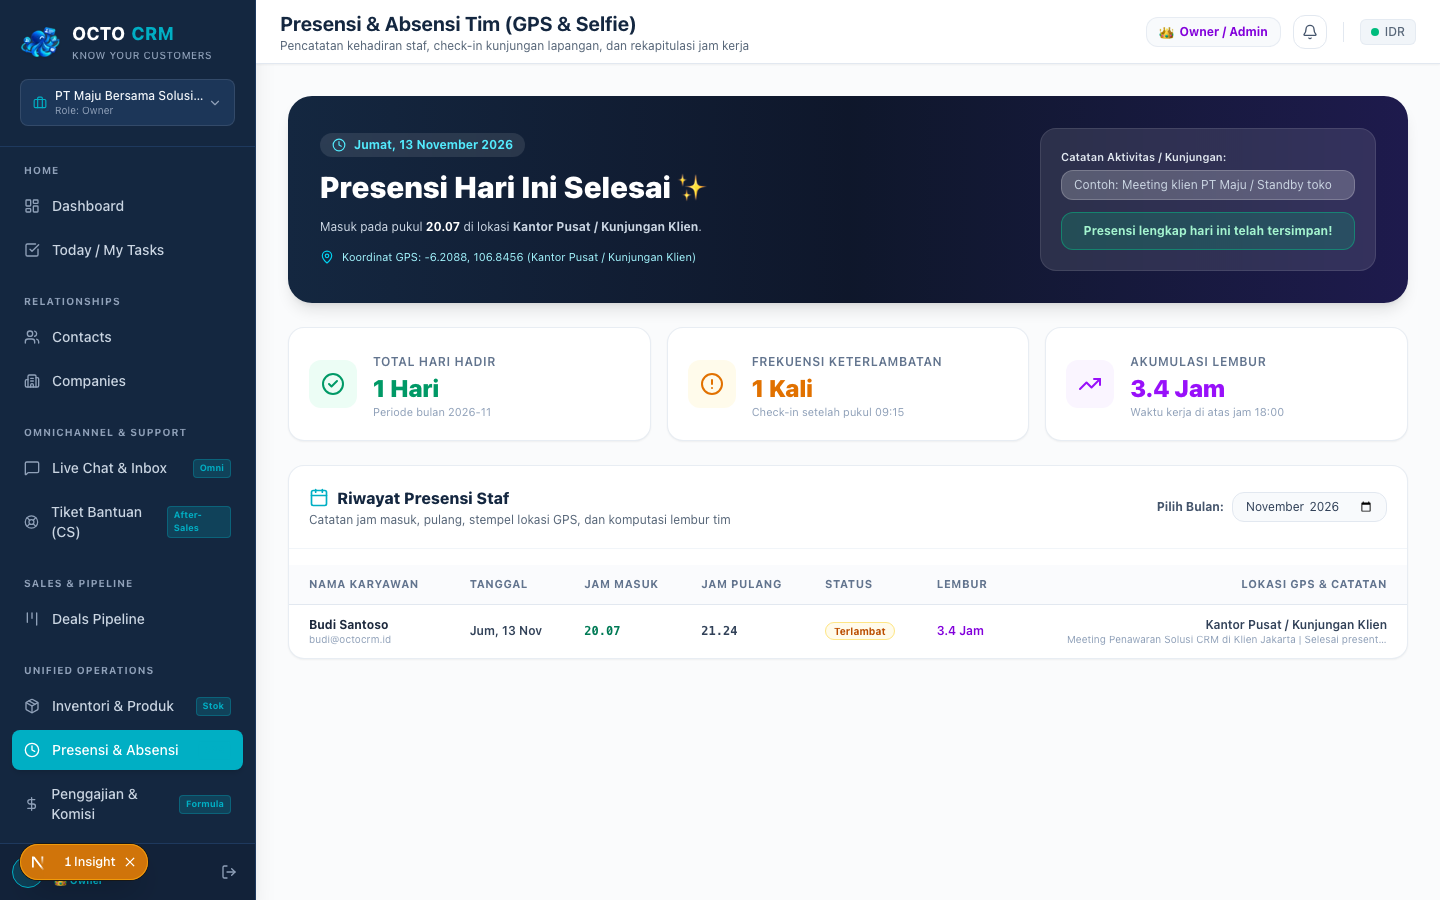 OCTO CRM
KNOW YOUR CUSTOMERS
PT Maju Bersama Solusi...
Role: Owner
HOME
Dashboard
Today / My Tasks
RELATIONSHIPS
Contacts
Companies
OMNICHANNEL & SUPPORT
Live Chat & Inbox
Omni
Tiket Bantuan
(CS)
After-
Sales
SALES & PIPELINE
Deals Pipeline
UNIFIED OPERATIONS
Inventori & Produk
Stok
Presensi & Absensi
Penggajian &
Komisi
Formula
1 Insight
Owner
Presensi & Absensi Tim (GPS & Selfie)
Pencatatan kehadiran staf, check-in kunjungan lapangan, dan rekapitulasi jam kerja
Owner / Admin
IDR
Jumat, 13 November 2026
Presensi Hari Ini Selesai ✨
Masuk pada pukul 20.07 di lokasi Kantor Pusat / Kunjungan Klien.
Koordinat GPS: -6.2088, 106.8456 (Kantor Pusat / Kunjungan Klien)
Catatan Aktivitas / Kunjungan:
Contoh: Meeting klien PT Maju / Standby toko
Presensi lengkap hari ini telah tersimpan!
TOTAL HARI HADIR
1 Hari
Periode bulan 2026-11
FREKUENSI KETERLAMBATAN
1 Kali
Check-in setelah pukul 09:15
AKUMULASI LEMBUR
3.4 Jam
Waktu kerja di atas jam 18:00
Riwayat Presensi Staf
Catatan jam masuk, pulang, stempel lokasi GPS, dan komputasi lembur tim
Pilih Bulan:
November 2026
NAMA KARYAWAN TANGGAL JAM MASUK JAM PULANG STATUS LEMBUR LOKASI GPS & CATATAN
Budi Santoso
budi@octocrm.id
Jum, 13 Nov
20.07
21.24
Terlambat
3.4 Jam
Kantor Pusat / Kunjungan Klien
Meeting Penawaran Solusi CRM di Klien Jakarta | Selesai present...